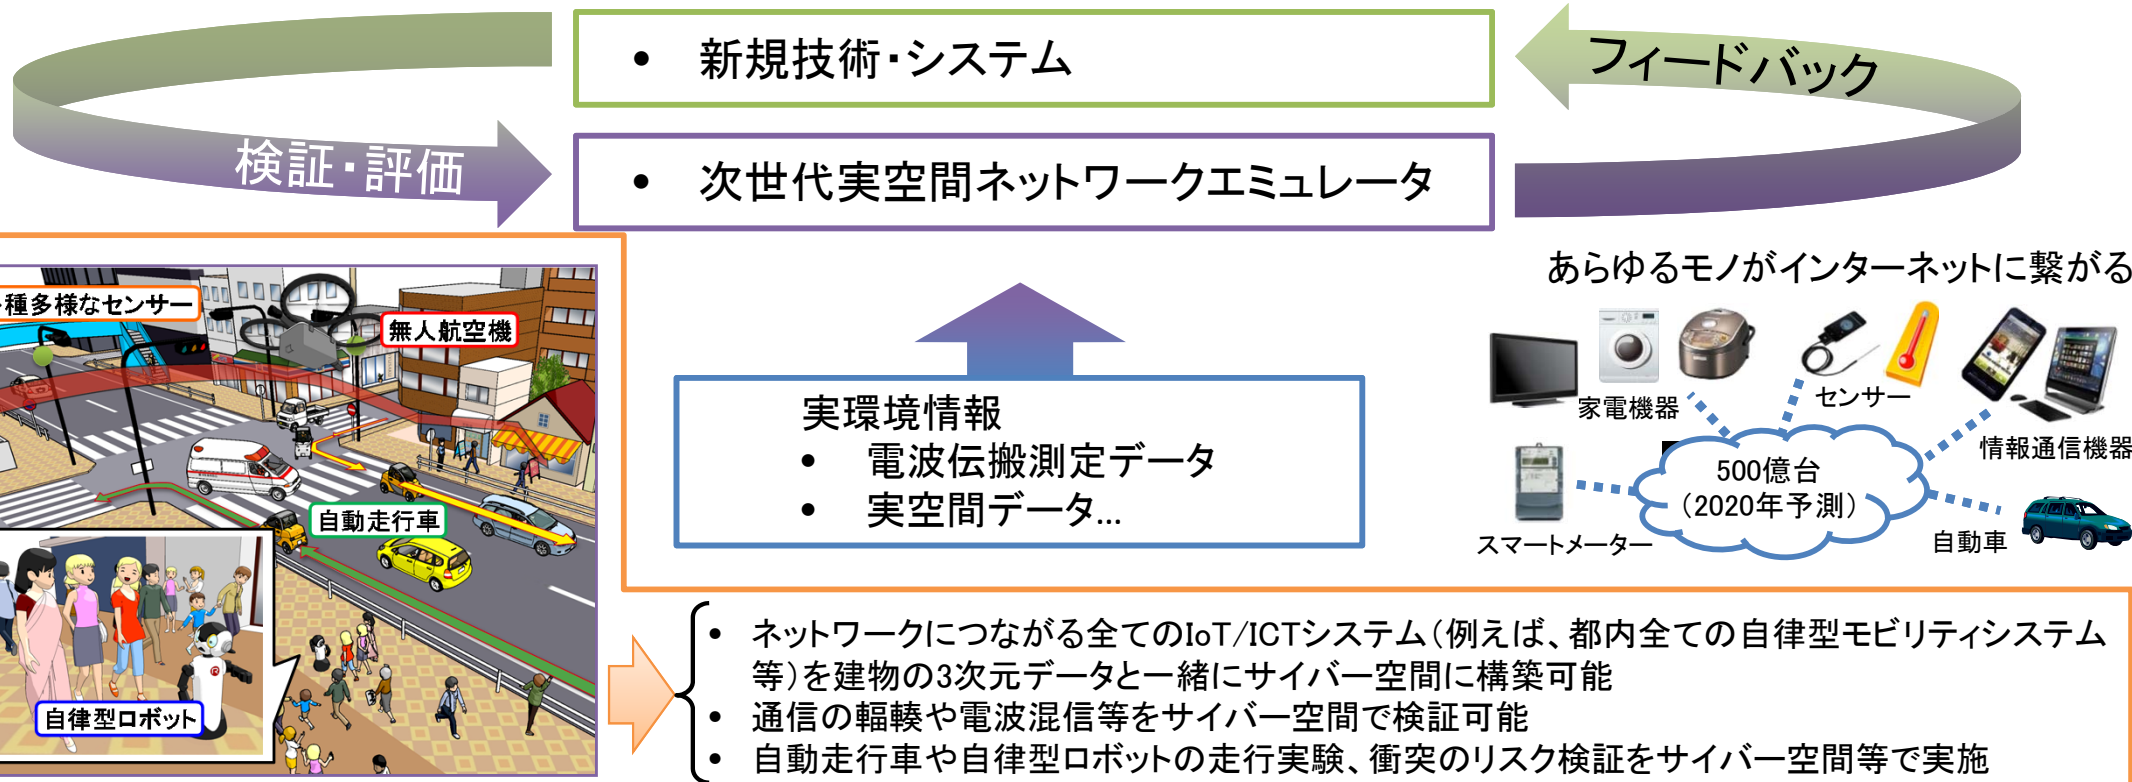 • 新規技術・システム
フィードバック
検証・評価
• 次世代実空間ネットワークエミュレータ
種多様なセンサー
無人航空機
自動走行車
自律型ロボット
実環境情報
• 電波伝搬測定データ
• 実空間データ...
あらゆるモノがインターネットに繋がる
家電機器
センサー
情報通信機器
500億台
(2020年予測)
スマートメーター
自動車
• ネットワークにつながる全てのIoT/ICTシステム(例えば、都内全ての自律型モビリティシステム
等)を建物の3次元データと一緒にサイバー空間に構築可能
• 通信の輻輳や電波混信等をサイバー空間で検証可能
• 自動走行車や自律型ロボットの走行実験、衝突のリスク検証をサイバー空間等で実施